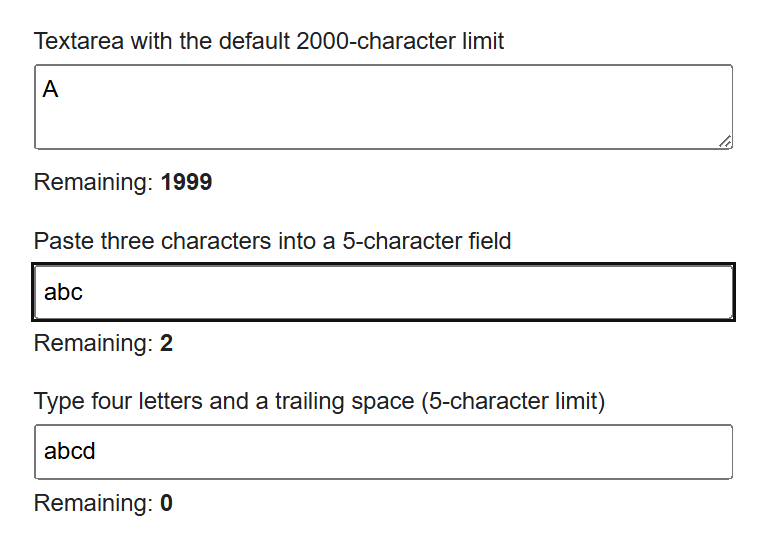 Textarea with the default 2000-character limit
A
Remaining: 1999
Paste three characters into a 5-character field
abc
Remaining: 2
Type four letters and a trailing space (5-character limit)
abcd
Remaining: 0